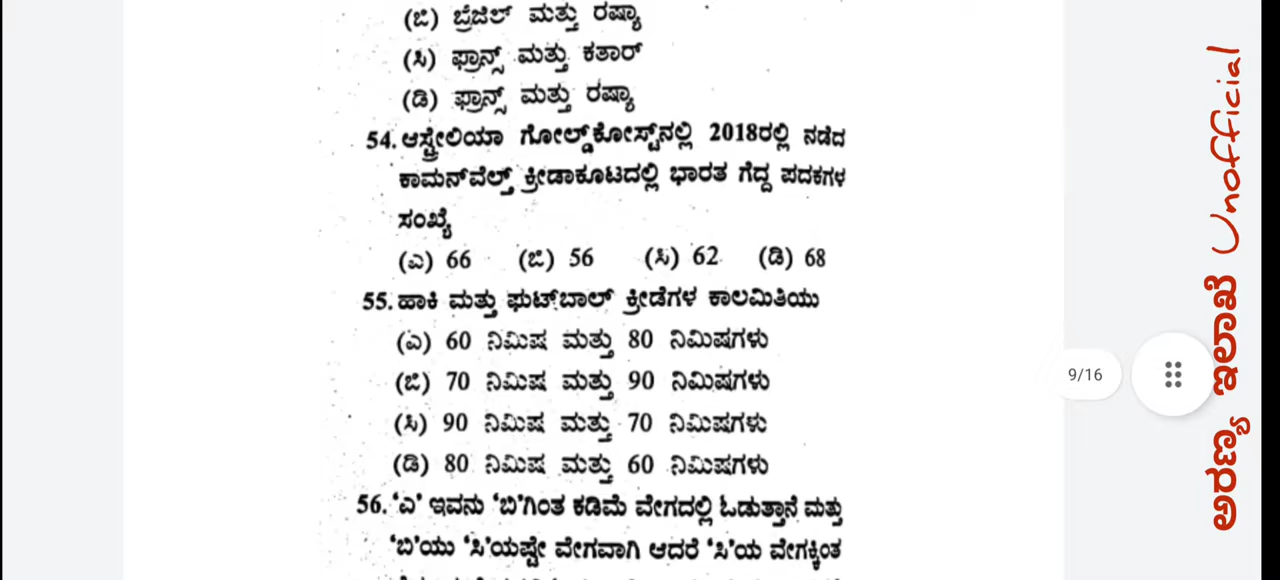 (ಬಿ) ಬ್ರೆಜಿಲ್ ಮತ್ತು ರಷ್ಯಾ
(ಸಿ) ಫ್ರಾನ್ಸ್ ಮತ್ತು ಕತಾರ್
(ಡಿ) ಫ್ರಾನ್ಸ್ ಮತ್ತು ರಷ್ಯಾ
54. ಆಸ್ಟ್ರೇಲಿಯಾ ಗೋಲ್ಡ್‌ಕೋಸ್ಟ್‌ನಲ್ಲಿ 2018ರಲ್ಲಿ ನಡೆದ
ಕಾಮನ್‌ವೆಲ್ತ್ ಕ್ರೀಡಾಕೂಟದಲ್ಲಿ ಭಾರತ ಗೆದ್ದ ಪದಕಗಳ
ಸಂಖ್ಯೆ
(ಎ) 66 (ಬಿ) 56 (ಸಿ) 62 (ಡಿ) 68
55. ಹಾಕಿ ಮತ್ತು ಫುಟ್‌ಬಾಲ್ ಕ್ರೀಡೆಗಳ ಕಾಲಮಿತಿಯು
(ಎ) 60 ನಿಮಿಷ ಮತ್ತು 80 ನಿಮಿಷಗಳು
(ಬಿ) 70 ನಿಮಿಷ ಮತ್ತು 90 ನಿಮಿಷಗಳು
(ಸಿ) 90 ನಿಮಿಷ ಮತ್ತು 70 ನಿಮಿಷಗಳು
(ಡಿ) 80 ನಿಮಿಷ ಮತ್ತು 60 ನಿಮಿಷಗಳು
56. 'ಎ' ಇವನು 'ಬಿ'ಗಿಂತ ಕಡಿಮೆ ವೇಗದಲ್ಲಿ ಓಡುತ್ತಾನೆ ಮತ್ತು
'ಬಿ'ಯು 'ಸಿ'ಯಷ್ಟೇ ವೇಗವಾಗಿ ಆದರೆ 'ಸಿ'ಯ ವೇಗಕ್ಕಿಂತ
9/16
ಅರಣ್ಯ ಇಲಾಖೆ Unofficial